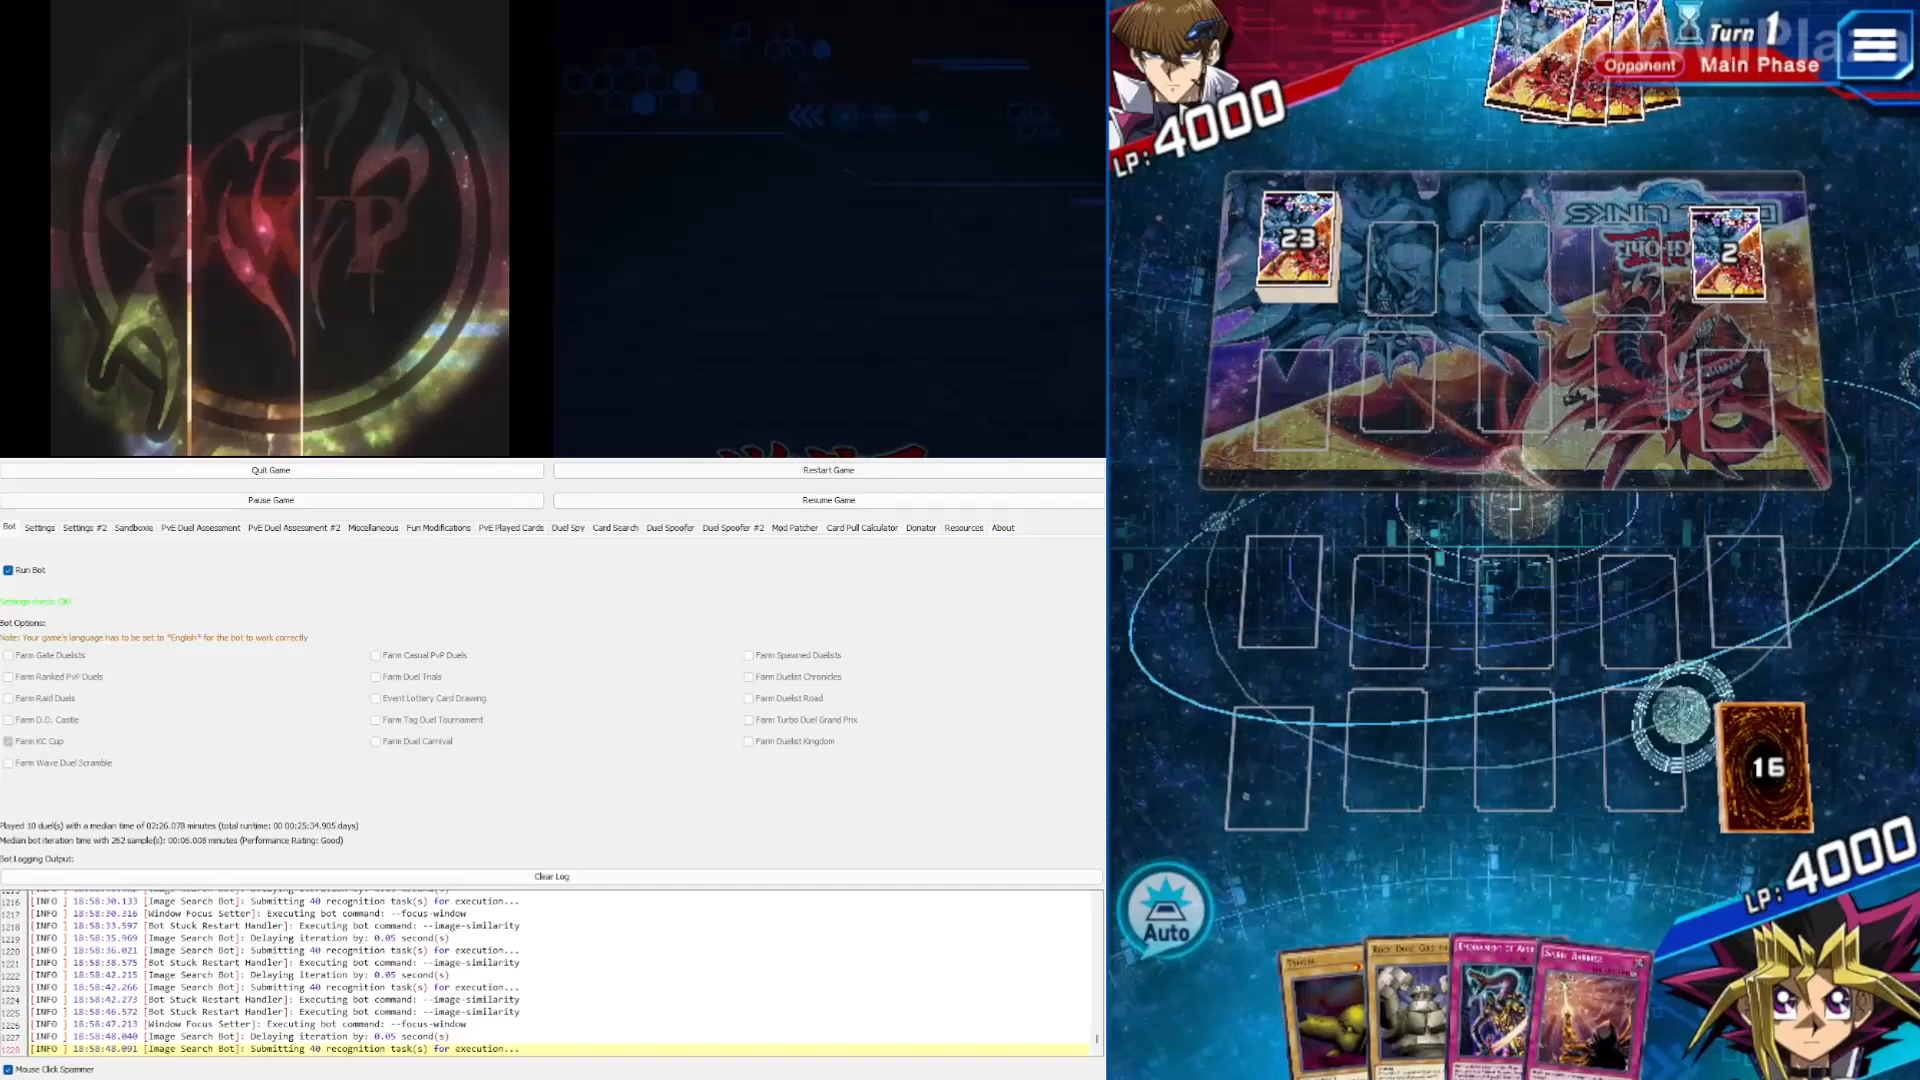 Quit Game
Restart Game
Pause Game
Resume Game
Bot Settings Settings #2 Sandboxie PvE Duel Assessment PvE Duel Assessment #2 Miscellaneous Fun Modifications PvE Played Cards Duel Spy Card Search Duel Spoofer Duel Spoofer #2 Mod Patcher Card Pull Calculator Donator Resources About
Run Bot
Settings checks OK!
Bot Options:
Note: Your game's language has to be set to "English" for the bot to work correctly
Farm Gate Duelists
Farm Casual PvP Duels
Farm Spawned Duelists
Farm Ranked PvP Duels
Farm Duel Trials
Farm Duelist Chronicles
Farm Raid Duels
Event Lottery Card Drawing
Farm Duelist Road
Farm D.D. Castle
Farm Tag Duel Tournament
Farm Turbo Duel Grand Prix
Farm KC Cup
Farm Duel Carnival
Farm Duelist Kingdom
Farm Wave Duel Scramble
Played 10 duel(s) with a median time of 02:26.078 minutes (total runtime: 00 00:25:34.905 days)
Median bot iteration time with 262 sample(s): 00:06.008 minutes (Performance Rating: Good)
Bot Logging Output:
Clear Log
1216 [INFO ] 18:58:30.133 [Image Search Bot]: Submitting 40 recognition task(s) for execution...
1217 [INFO ] 18:58:30.316 [Window Focus Setter]: Executing bot command: --focus-window
1218 [INFO ] 18:58:33.597 [Bot Stuck Restart Handler]: Executing bot command: --image-similarity
1219 [INFO ] 18:58:35.969 [Image Search Bot]: Delaying iteration by: 0.05 second(s)
1220 [INFO ] 18:58:36.021 [Image Search Bot]: Submitting 40 recognition task(s) for execution...
1221 [INFO ] 18:58:38.575 [Bot Stuck Restart Handler]: Executing bot command: --image-similarity
1222 [INFO ] 18:58:42.215 [Image Search Bot]: Delaying iteration by: 0.05 second(s)
1223 [INFO ] 18:58:42.266 [Image Search Bot]: Submitting 40 recognition task(s) for execution...
1224 [INFO ] 18:58:42.273 [Bot Stuck Restart Handler]: Executing bot command: --image-similarity
1225 [INFO ] 18:58:46.572 [Bot Stuck Restart Handler]: Executing bot command: --image-similarity
1226 [INFO ] 18:58:47.213 [Window Focus Setter]: Executing bot command: --focus-window
1227 [INFO ] 18:58:48.040 [Image Search Bot]: Delaying iteration by: 0.05 second(s)
1228 [INFO ] 18:58:48.091 [Image Search Bot]: Submitting 40 recognition task(s) for execution...
Mouse Click Spammer
Turn 1
Opponent Main Phase
LP: 4000
23
2
16
LP: 4000
Auto